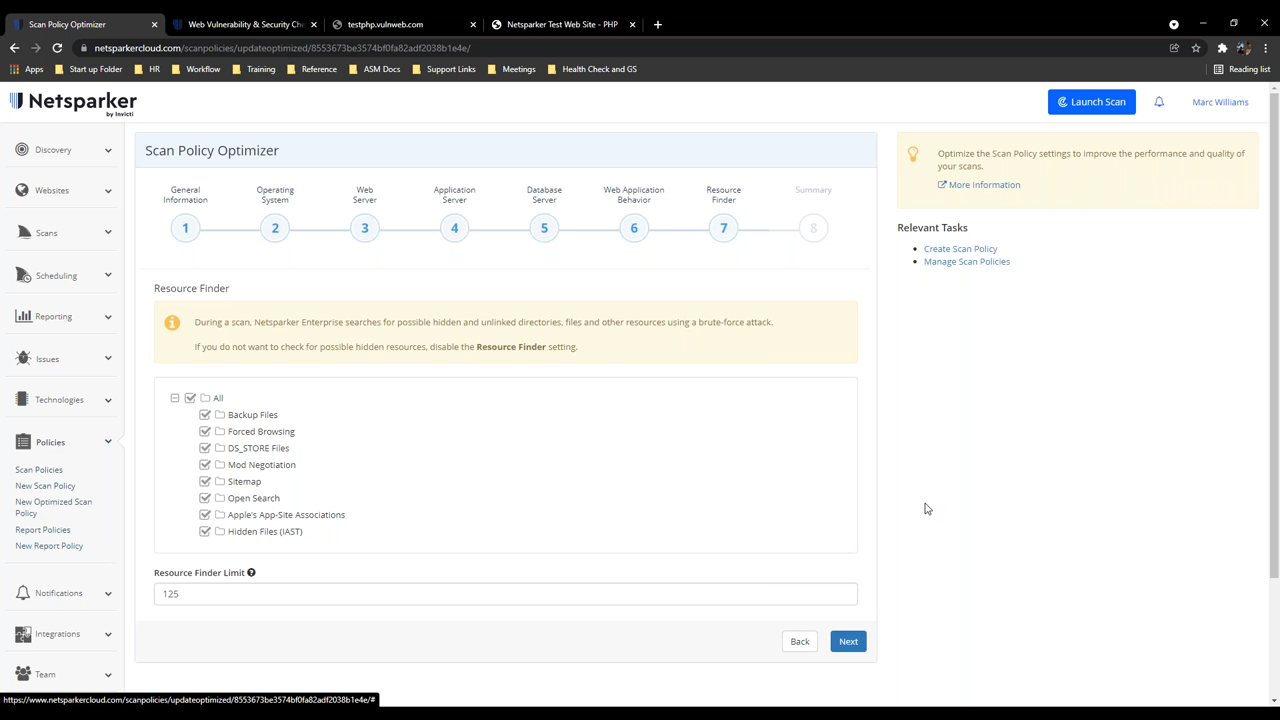 Scan Policy Optimizer
Web Vulnerability & Security Che
testphp.vulnweb.com
Netsparker Test Web Site - PHP
netsparkercloud.com/scanpolicies/updateoptimized/8553673be3574bf0fa82adf2038b1e4e/
Apps
Start up Folder
HR
Workflow
Training
Reference
ASM Docs
Support Links
Meetings
Health Check and GS
Reading list
Netsparker
by Invicti
Launch Scan
Marc Williams
Discovery
Websites
Scans
Scheduling
Reporting
Issues
Technologies
Policies
Scan Policies
New Scan Policy
New Optimized Scan
Policy
Report Policies
New Report Policy
Notifications
Integrations
Team
Scan Policy Optimizer
General
Information
Operating
System
Web
Server
Application
Server
Database
Server
Web Application
Behavior
Resource
Finder
Summary
1
2
3
4
5
6
7
8
Resource Finder
During a scan, Netsparker Enterprise searches for possible hidden and unlinked directories, files and other resources using a brute-force attack.
If you do not want to check for possible hidden resources, disable the Resource Finder setting.
All
Backup Files
Forced Browsing
DS_STORE Files
Mod Negotiation
Sitemap
Open Search
Apple's App-Site Associations
Hidden Files (IAST)
Resource Finder Limit
125
Back
Next
Optimize the Scan Policy settings to improve the performance and quality of
your scans.
More Information
Relevant Tasks
Create Scan Policy
Manage Scan Policies
https://www.netsparkercloud.com/scanpolicies/updateoptimized/8553673be3574bf0fa82adf2038b1e4e/#